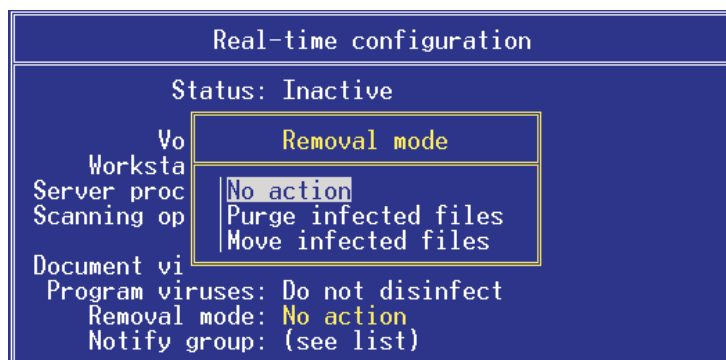 Real-time configuration
Status: Inactive
Vo
Removal mode
Worksta
Server proc
No action
Scanning op
Purge infected files
Move infected files
Document vi
Program viruses: Do not disinfect
Removal mode: No action
Notify group: (see list)